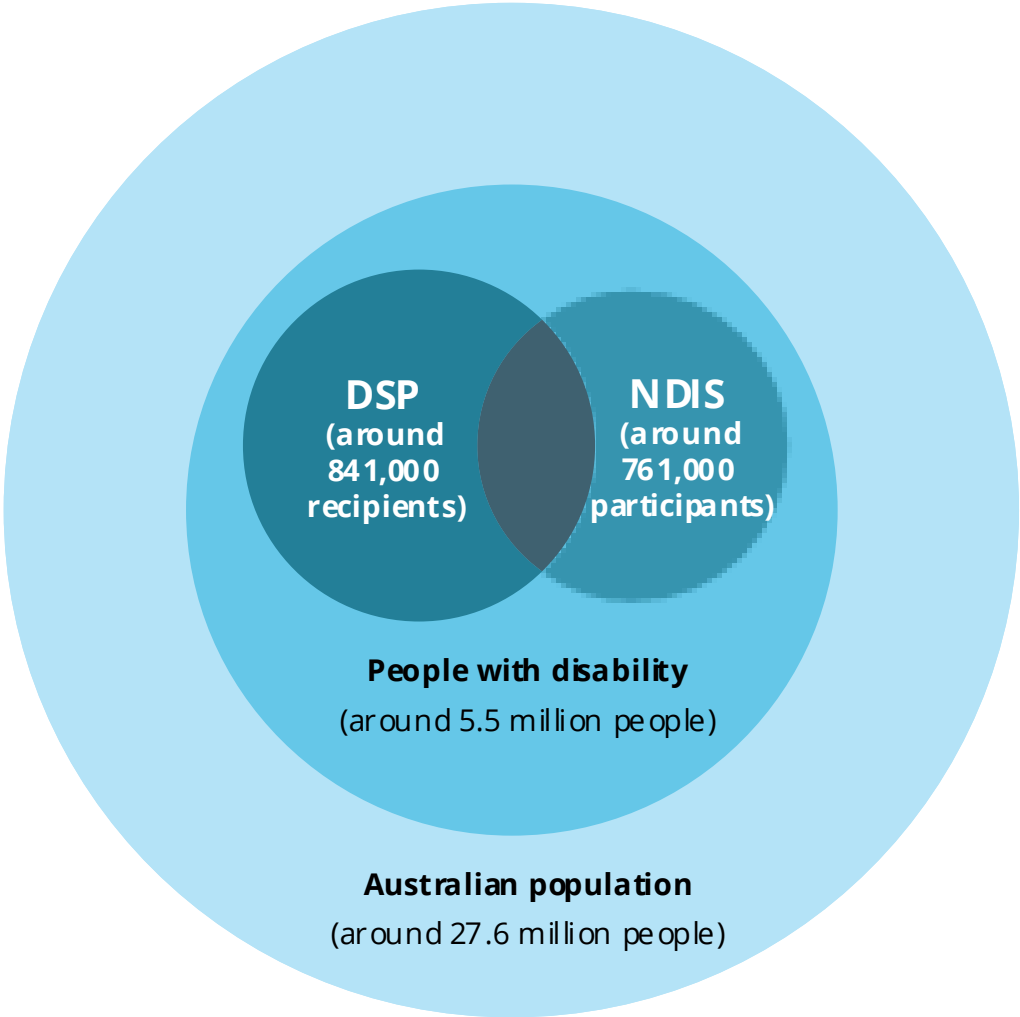 DSP
(around
841,000
recipients)
NDIS
(around
761,000
participants)
People with disability
(around 5.5 million people)
Australian population
(around 27.6 million people)